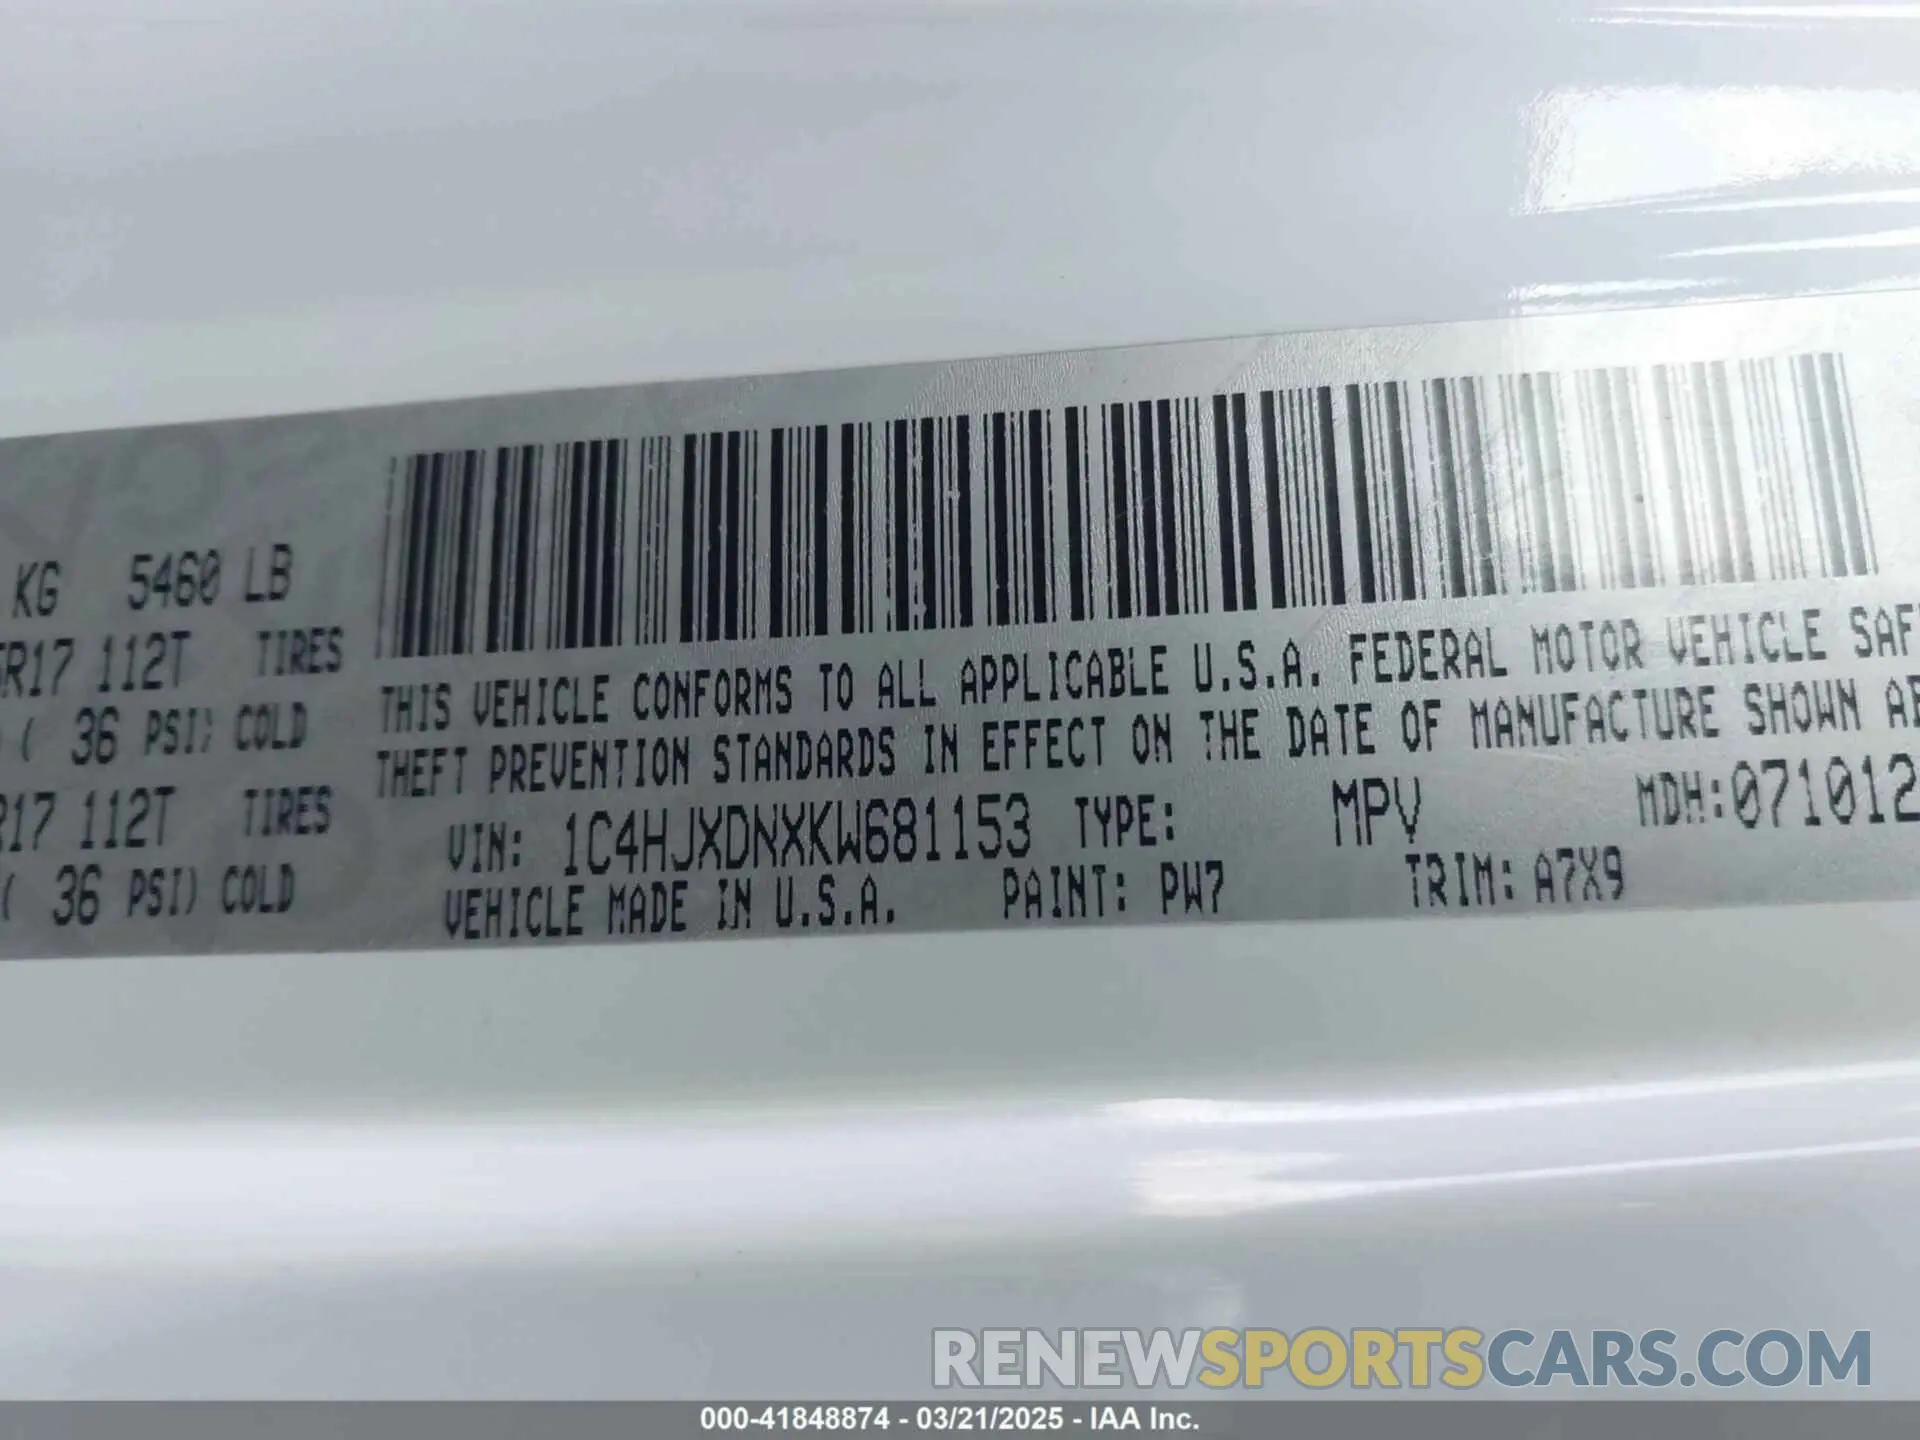 KG 5460 LB
R17 112T TIRES
( 36 PSI) COLD
R17 112T TIRES
( 36 PSI) COLD
THIS VEHICLE CONFORMS TO ALL APPLICABLE U.S.A. FEDERAL MOTOR VEHICLE SAF
THEFT PREVENTION STANDARDS IN EFFECT ON THE DATE OF MANUFACTURE SHOWN
VIN: 1C4HJXDNXKW681153 TYPE: MPV MDH:071012
VEHICLE MADE IN U.S.A. PAINT: PW7 TRIM: A7X9
RENEWSPORTSCARS.COM
000-41848874 - 03/21/2025 - IAA Inc.